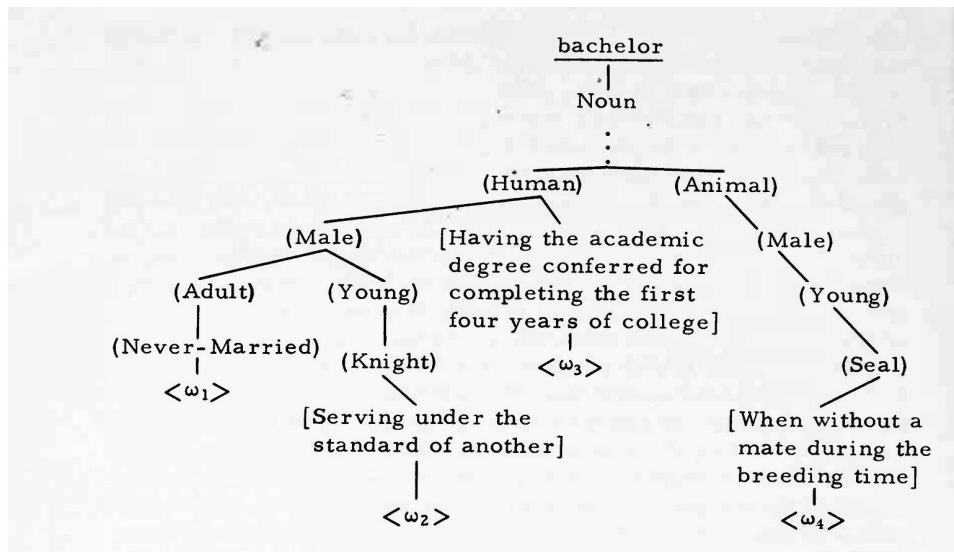 bachelor
Noun
(Human) (Animal)
(Male) [Having the academic (Male)
degree conferred for
(Adult) (Young) completing the first (Young)
four years of college]
(Never-Married) (Knight) <ω3> (Seal)
<ω1>
[Serving under the [When without a
standard of another] mate during the
breeding time]
<ω2> <ω4>